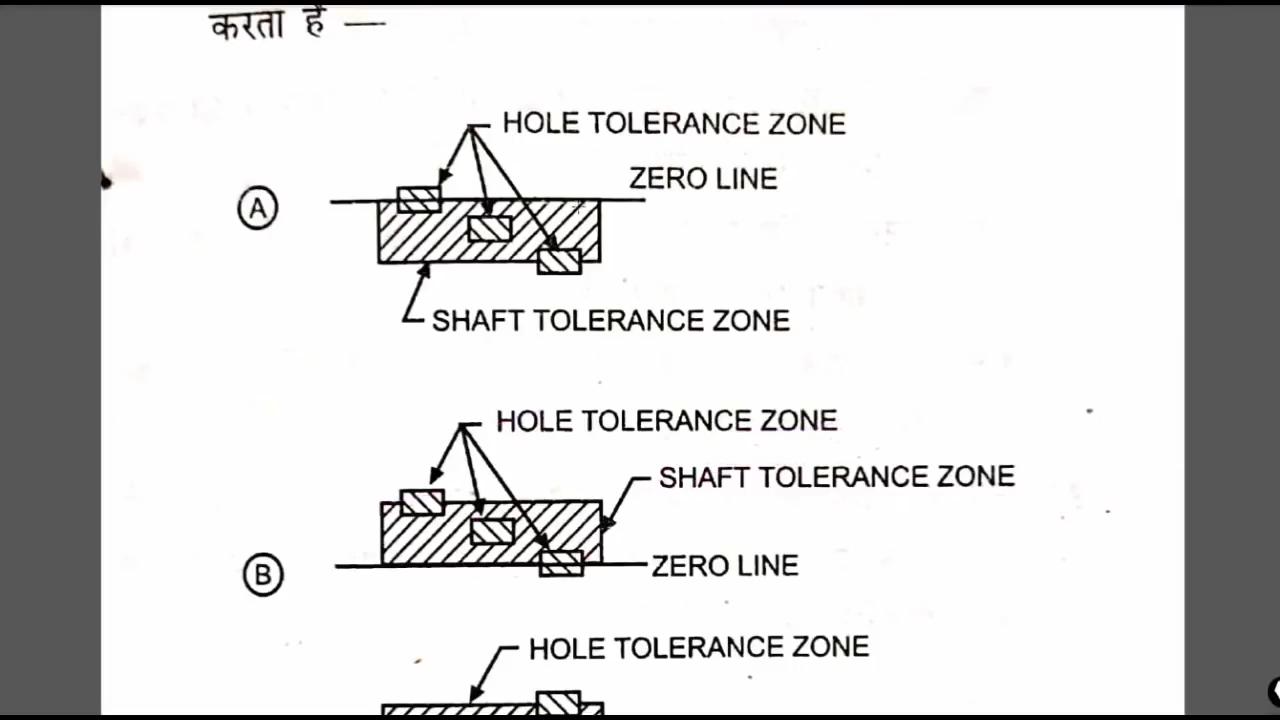 करता है —
HOLE TOLERANCE ZONE
ZERO LINE
A
SHAFT TOLERANCE ZONE
HOLE TOLERANCE ZONE
SHAFT TOLERANCE ZONE
B
ZERO LINE
HOLE TOLERANCE ZONE